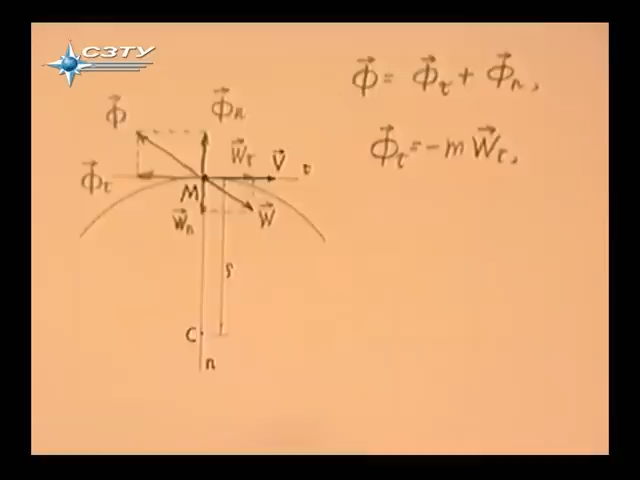 СЗТУ
Φ⃗ = Φ⃗τ + Φ⃗n,
Φ⃗τ = -m W⃗τ,
Φ⃗
Φ⃗n
W⃗τ
V⃗
τ
Φ⃗τ
M
W⃗n
W⃗
ρ
C
n